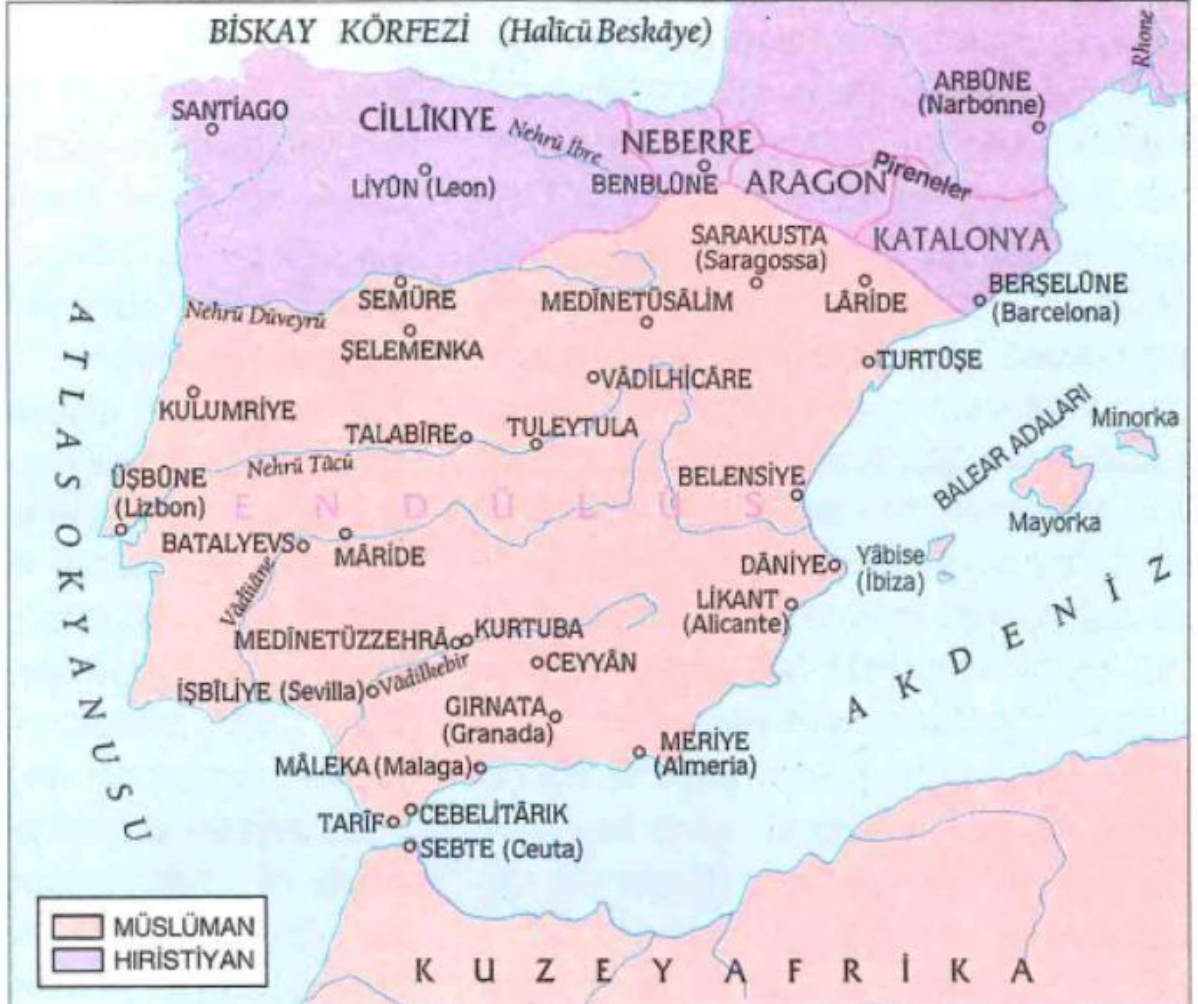 BİSKAY KÖRFEZİ (Halîcü Beskâye)
Rhone
ARBÛNE
(Narbonne)
SANTİAGO
CİLLÎKIYE
Nehrü İbre
NEBERRE
LİYÛN (Leon)
BENBLÛNE
ARAGON
Pireneler
SARAKUSTA
(Saragossa)
KATALONYA
SEMÛRE
MEDÎNETÜSÂLİM
LÂRİDE
BERŞELÛNE
(Barcelona)
Nehrü Düveyrü
ŞELEMENKA
TURTÛŞE
VÂDİLHİCÂRE
KULUMRİYE
TALABÎRE
TULEYTULA
BALEAR ADALARI
Minorka
Nehrü Tâcü
ÜŞBÛNE
(Lizbon)
BELENSİYE
ENDÜLÜS
Mayorka
BATALYEVS
MÂRİDE
DÂNİYE
Yâbise
(İbiza)
Vâdîâne
LİKANT
(Alicante)
MEDÎNETÜZZEHRÂ
KURTUBA
CEYYÂN
İŞBÎLİYE (Sevilla)
Vâdilkebir
GIRNATA
(Granada)
MERİYE
(Almeria)
MÂLEKA (Malaga)
TARÎF
CEBELİTÂRIK
SEBTE (Ceuta)
ATLAS OKYANUSU
AKDENİZ
MÜSLÜMAN
HIRİSTİYAN
KUZEY AFRİKA